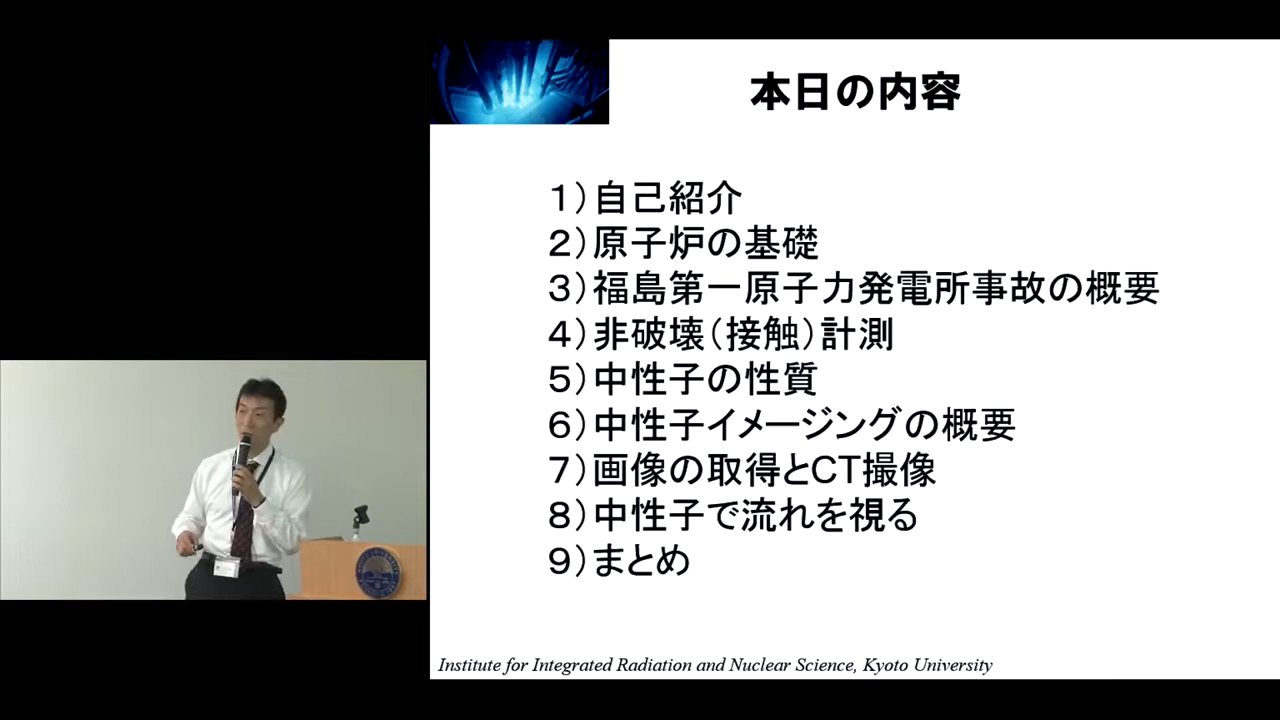 本日の内容
１）自己紹介
２）原子炉の基礎
３）福島第一原子力発電所事故の概要
４）非破壊（接触）計測
５）中性子の性質
６）中性子イメージングの概要
７）画像の取得とCT撮像
８）中性子で流れを視る
９）まとめ
Institute for Integrated Radiation and Nuclear Science, Kyoto University